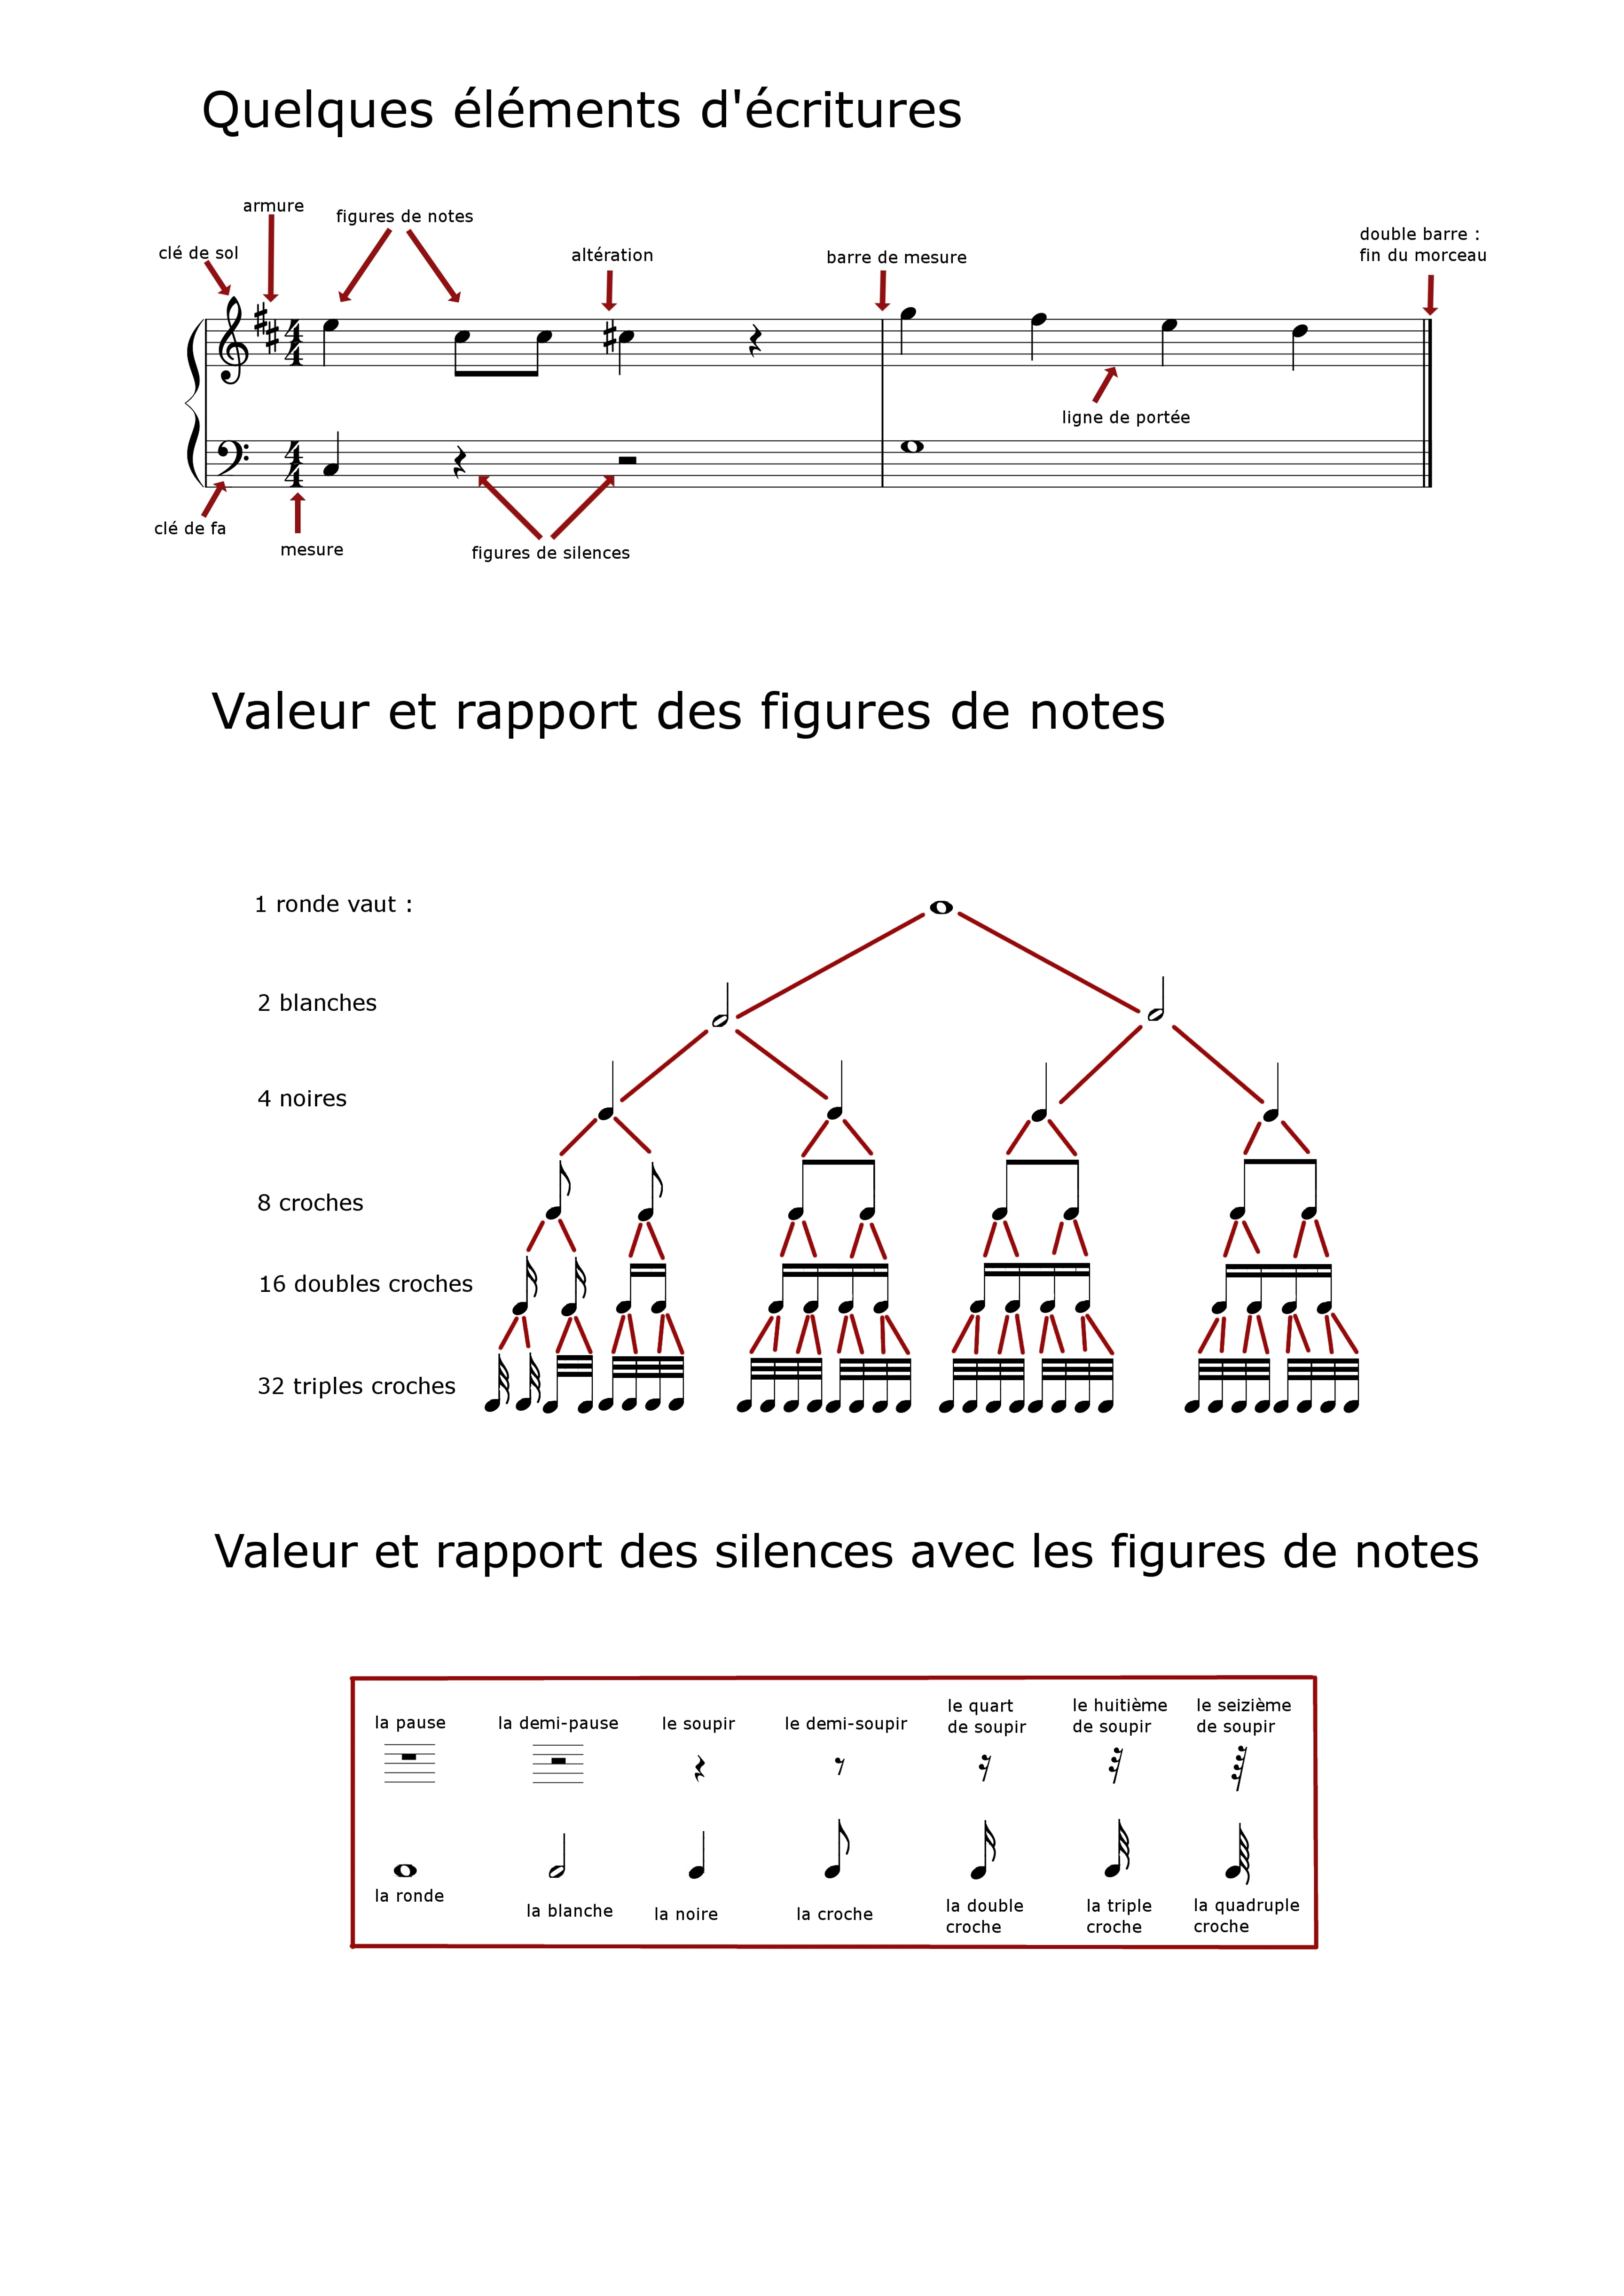 Quelques éléments d'écritures
armure
figures de notes
clé de sol
altération
barre de mesure
double barre :
fin du morceau
4
4
ligne de portée
4
4
clé de fa
mesure
figures de silences
Valeur et rapport des figures de notes
1 ronde vaut :
2 blanches
4 noires
8 croches
16 doubles croches
32 triples croches
Valeur et rapport des silences avec les figures de notes
la pause
la demi-pause
le soupir
le demi-soupir
le quart
de soupir
le huitième
de soupir
le seizième
de soupir
la ronde
la blanche
la noire
la croche
la double
croche
la triple
croche
la quadruple
croche